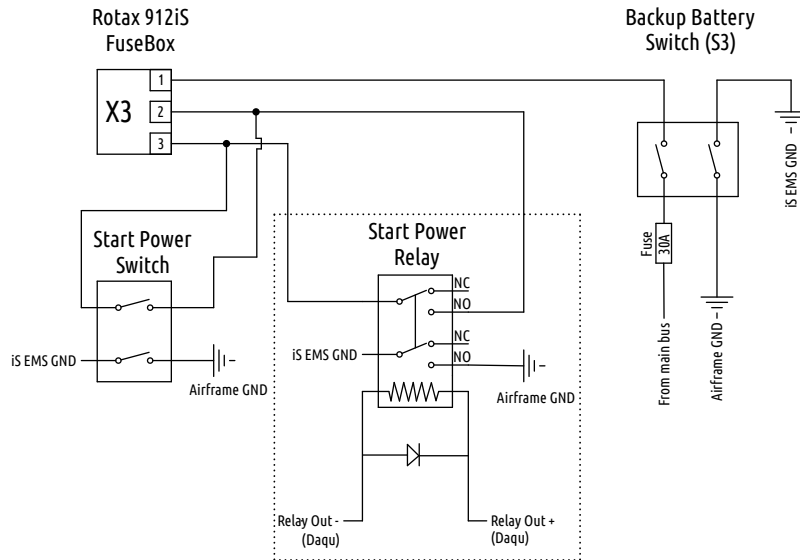 Rotax 912iS
FuseBox
X3
1
2
3
Backup Battery
Switch (S3)
iS EMS GND
Fuse
30A
From main bus
Airframe GND
Start Power
Switch
iS EMS GND
Airframe GND
Start Power
Relay
NC
NO
NC
NO
iS EMS GND
Airframe GND
Relay Out -
(Daqu)
Relay Out +
(Daqu)